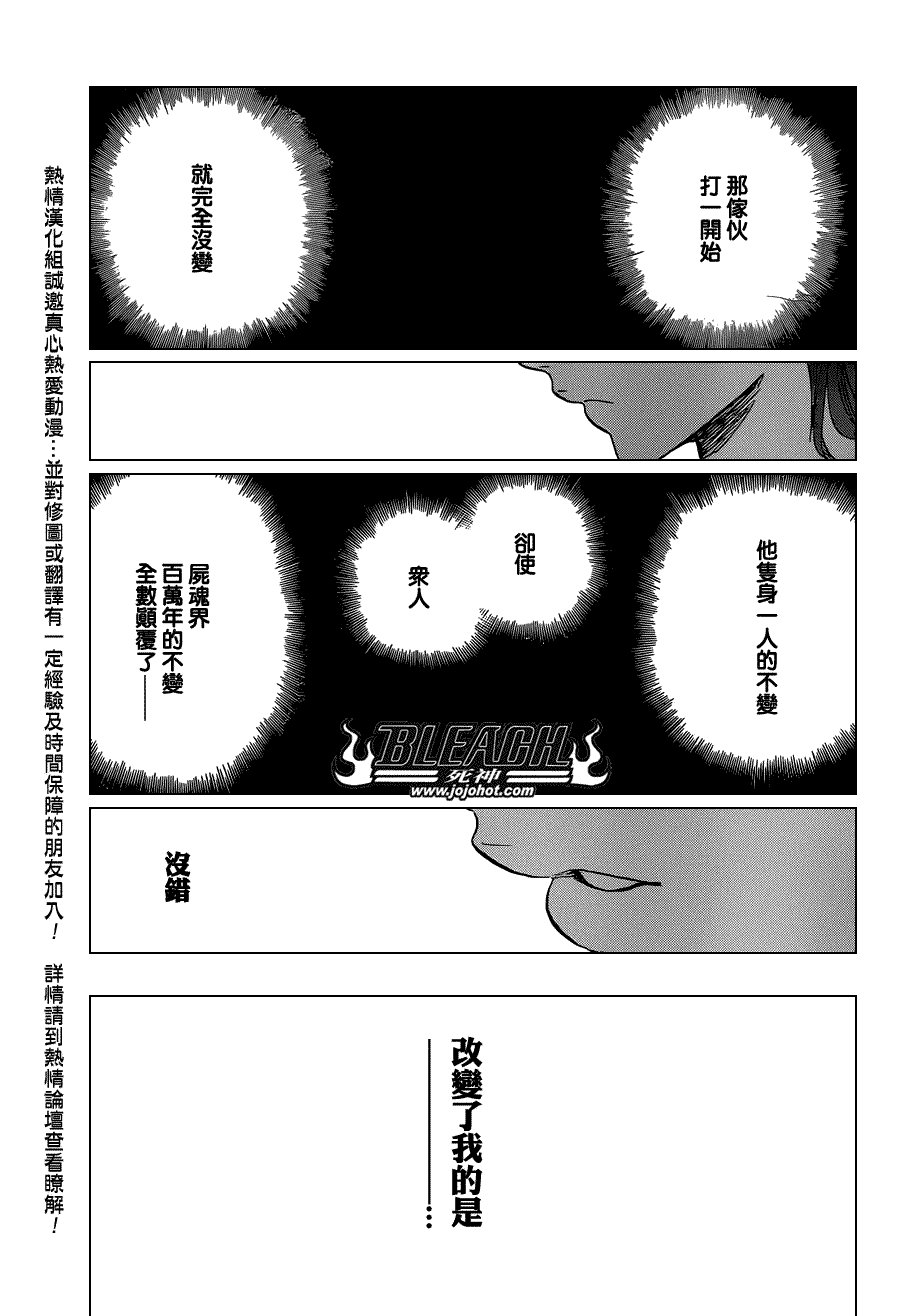 那傢伙
打一開始
就完全沒變
他隻身一人的不變
卻使
眾人
屍魂界
百萬年的不變
全數顛覆了——
BLEACH
死神
www.jojohot.com
沒錯
改變了我的是
———…
熱情漢化組誠邀真心熱愛動漫…並對修圖或翻譯有一定經驗及時間保障的朋友加入！ 詳情請到熱情論壇查看瞭解！